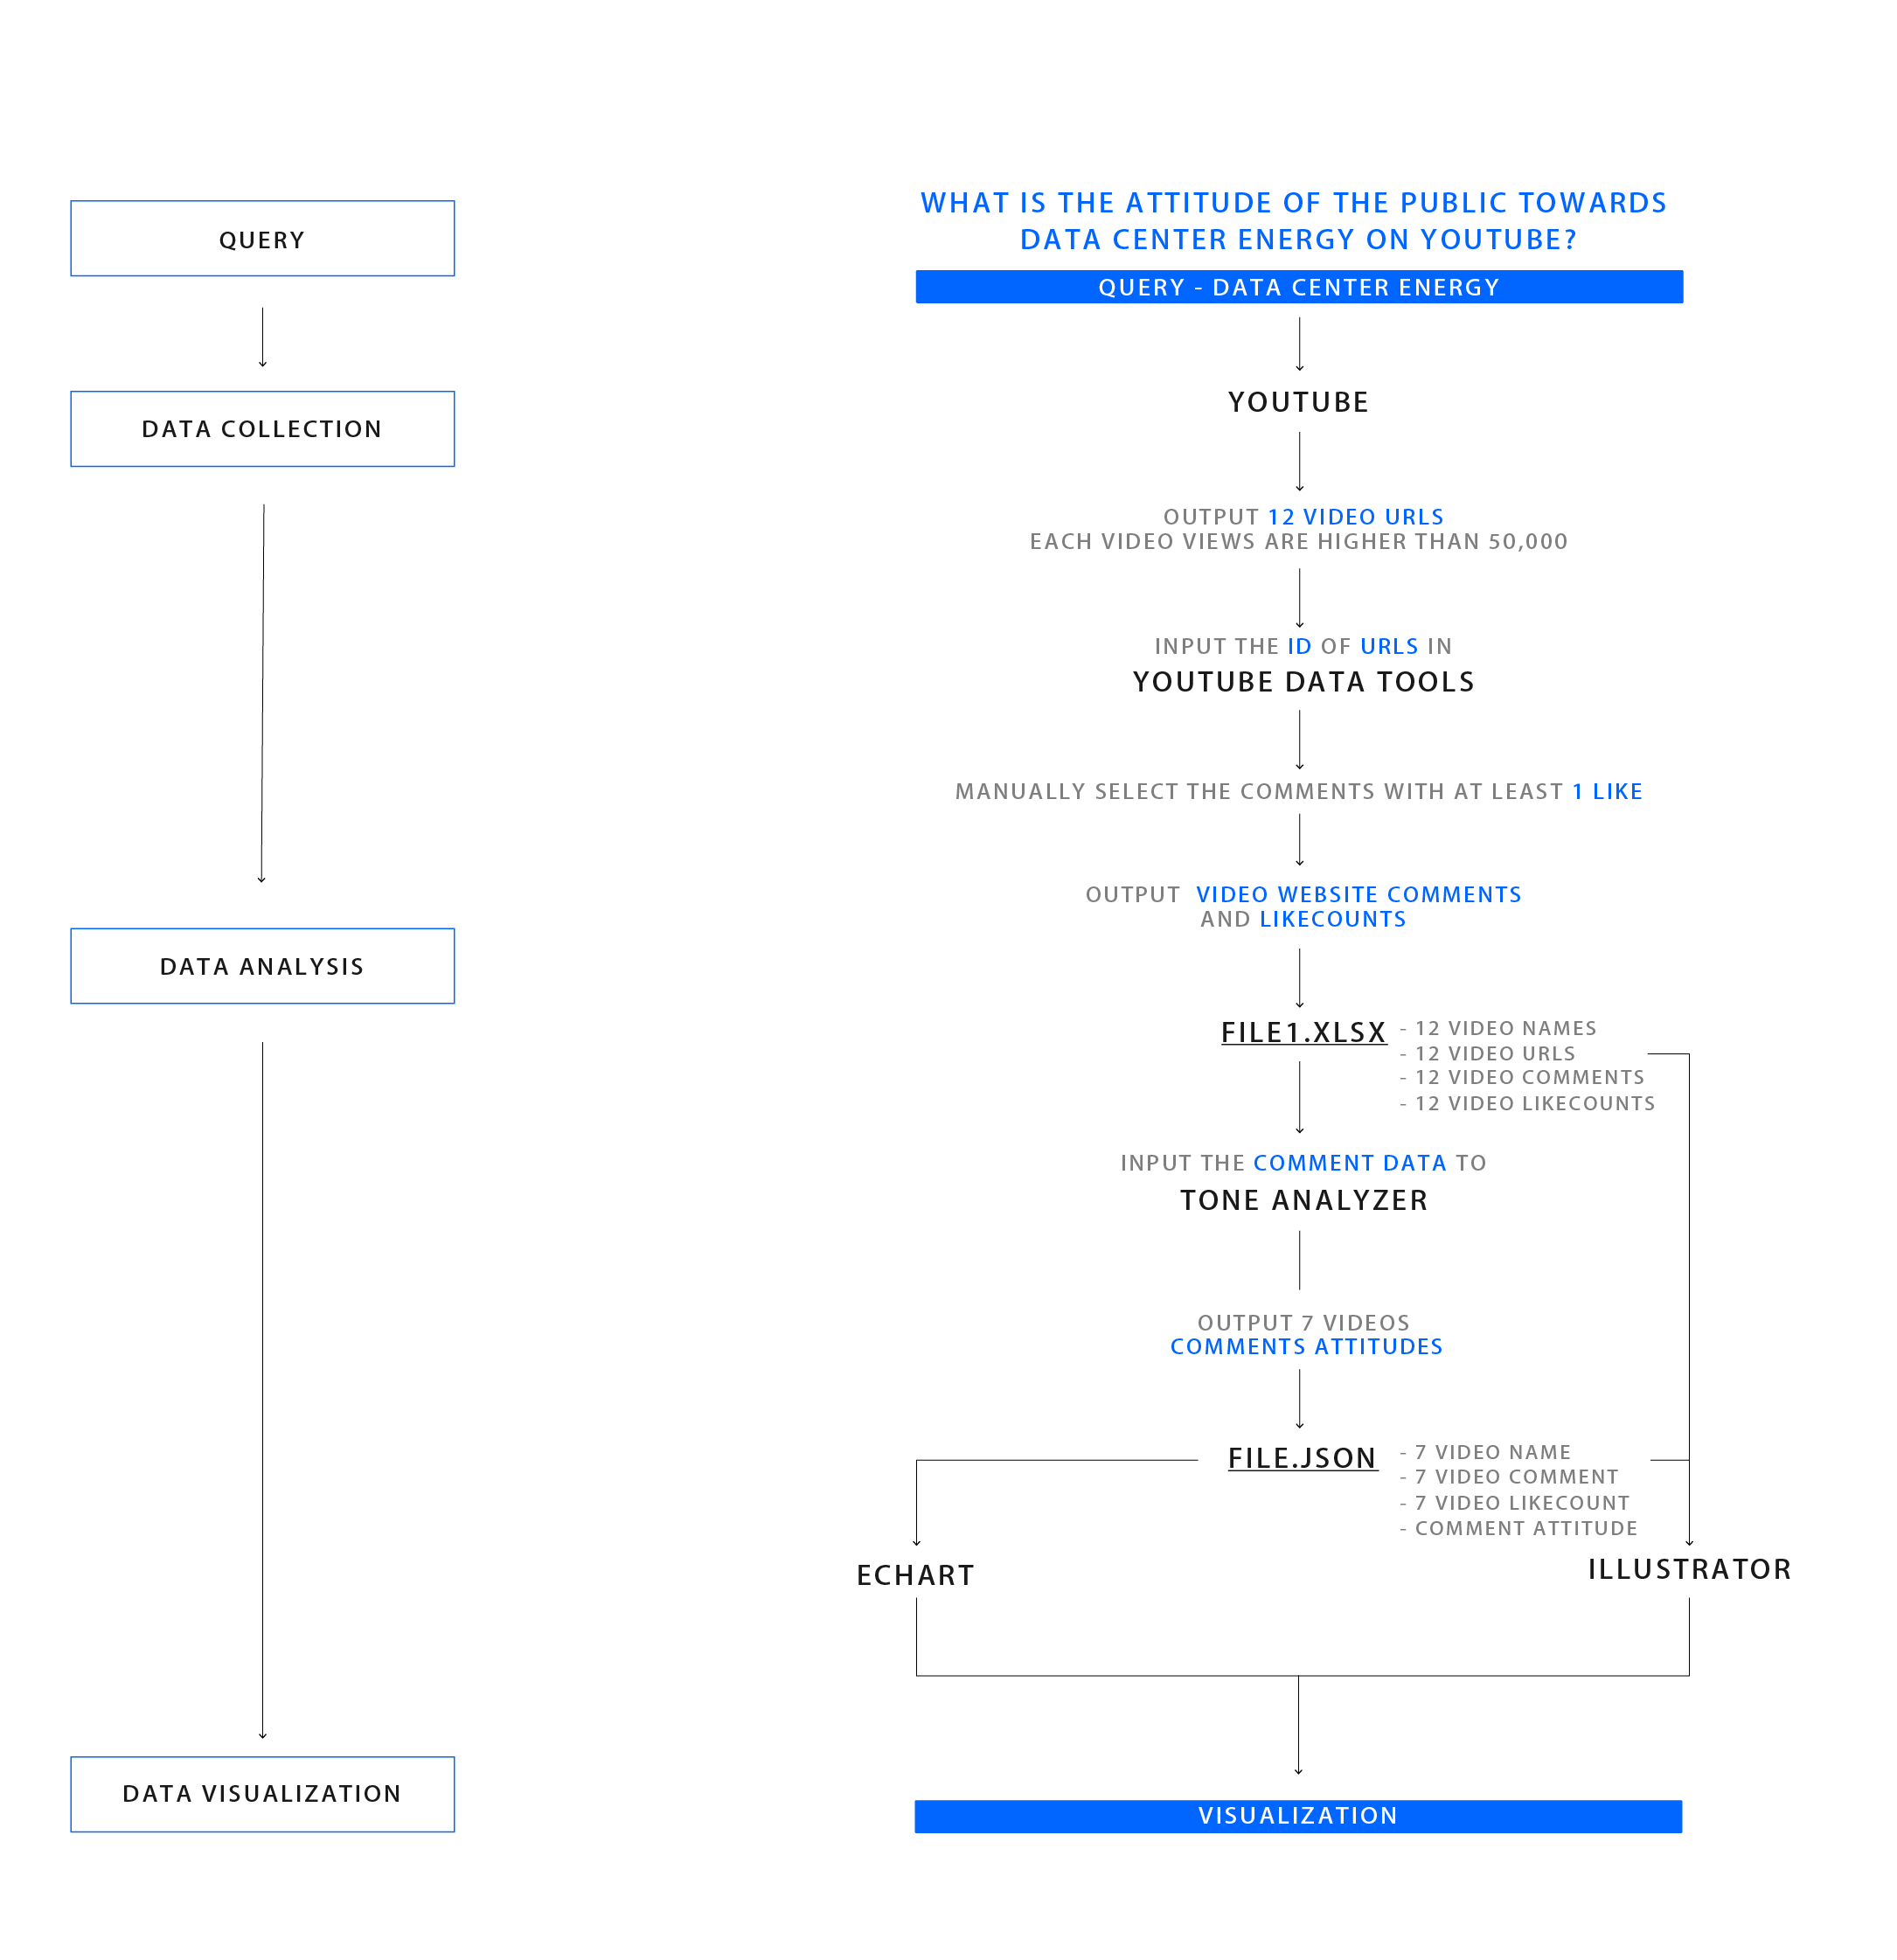 QUERY
DATA COLLECTION
DATA ANALYSIS
DATA VISUALIZATION
WHAT IS THE ATTITUDE OF THE PUBLIC TOWARDS
DATA CENTER ENERGY ON YOUTUBE?
QUERY - DATA CENTER ENERGY
YOUTUBE
OUTPUT 12 VIDEO URLS
EACH VIDEO VIEWS ARE HIGHER THAN 50,000
INPUT THE ID OF URLS IN
YOUTUBE DATA TOOLS
MANUALLY SELECT THE COMMENTS WITH AT LEAST 1 LIKE
OUTPUT VIDEO WEBSITE COMMENTS
AND LIKECOUNTS
FILE1.XLSX
- 12 VIDEO NAMES
- 12 VIDEO URLS
- 12 VIDEO COMMENTS
- 12 VIDEO LIKECOUNTS
INPUT THE COMMENT DATA TO
TONE ANALYZER
OUTPUT 7 VIDEOS
COMMENTS ATTITUDES
FILE.JSON
- 7 VIDEO NAME
- 7 VIDEO COMMENT
- 7 VIDEO LIKECOUNT
- COMMENT ATTITUDE
ECHART
ILLUSTRATOR
VISUALIZATION